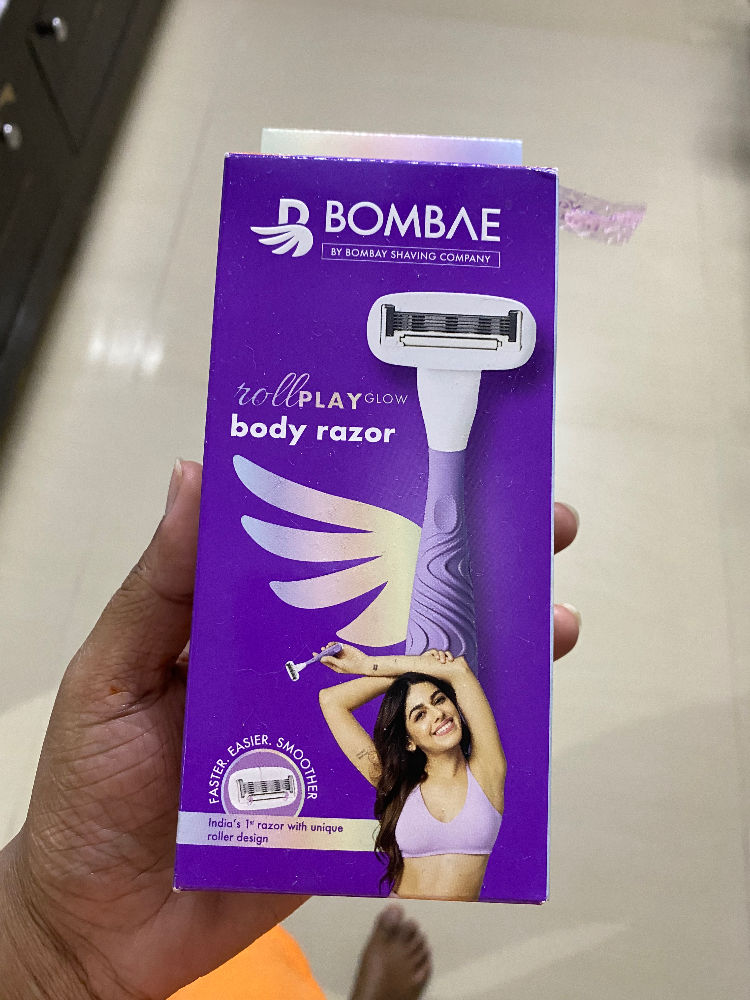 BOMBAE
BY BOMBAY SHAVING COMPANY
rollPLAYGLOW
body razor
FASTER. EASIER. SMOOTHER
India's 1st razor with unique
roller design